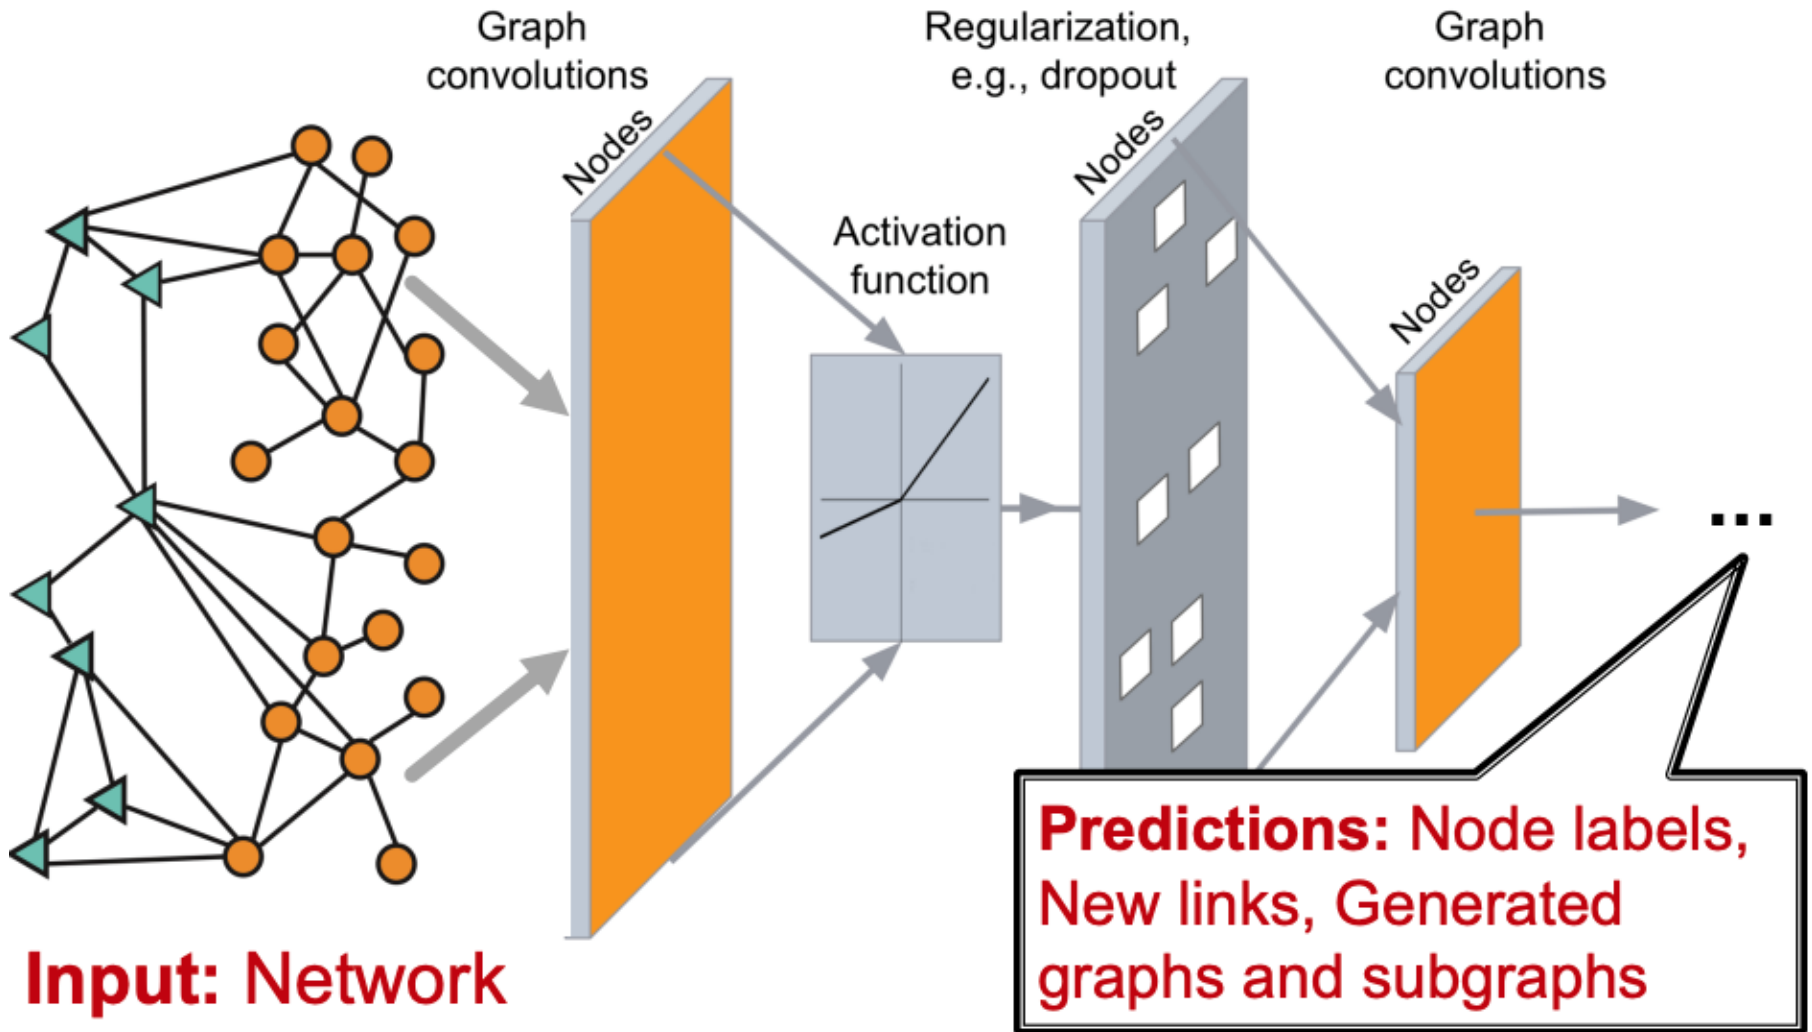 Graph
convolutions
Regularization,
e.g., dropout
Graph
convolutions
Nodes
Nodes
Activation
function
Nodes
...
Predictions: Node labels,
New links, Generated
graphs and subgraphs
Input: Network